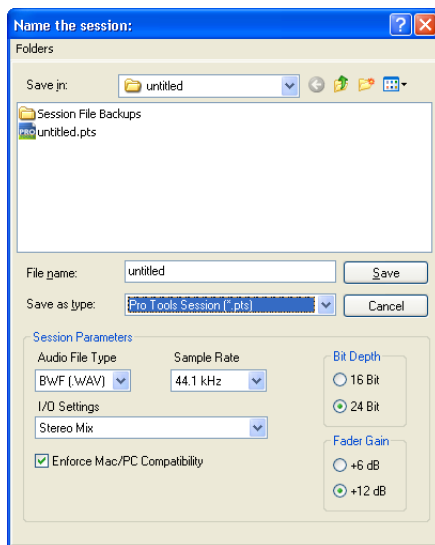 Name the session:
Folders
Save in: untitled
Session File Backups
PRO untitled.pts
File name: untitled Save
Save as type: Pro Tools Session (*.pts) Cancel
Session Parameters
Audio File Type Sample Rate Bit Depth
BWF (.WAV) 44.1 kHz 16 Bit
I/O Settings 24 Bit
Stereo Mix
Fader Gain
Enforce Mac/PC Compatibility +6 dB
+12 dB